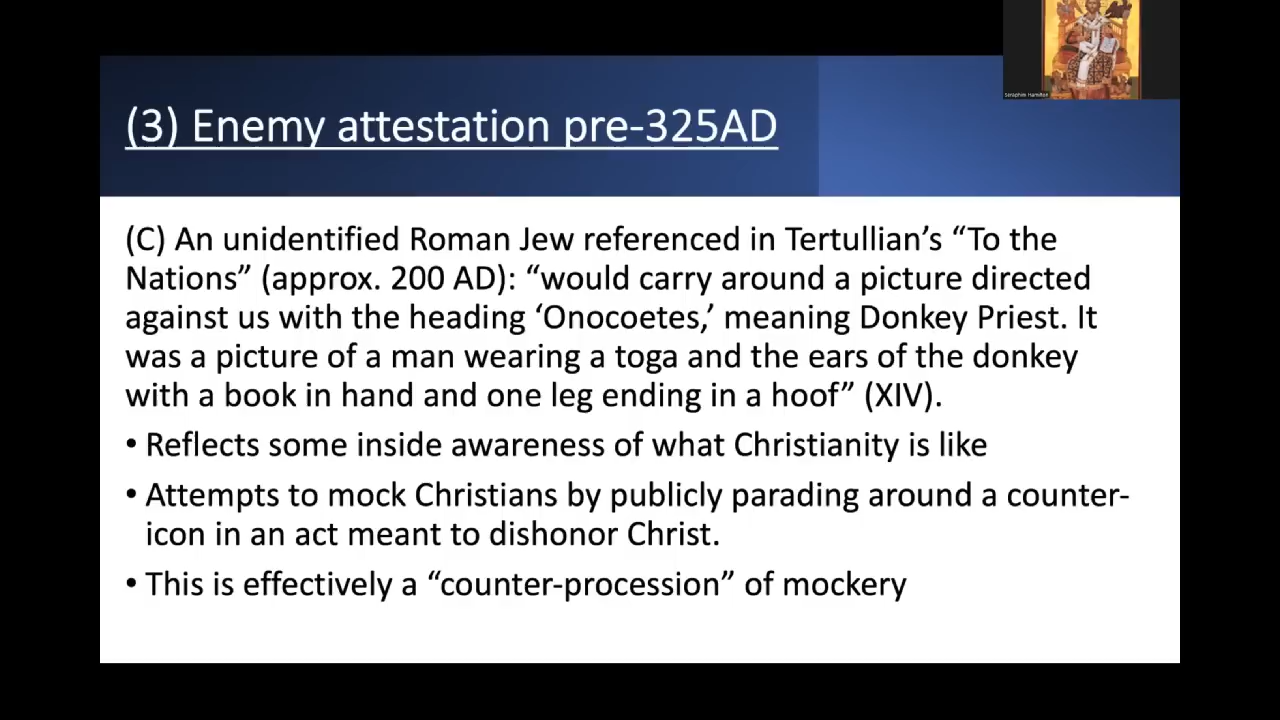 Seraphim Hamilton
(3) Enemy attestation pre-325AD
(C) An unidentified Roman Jew referenced in Tertullian’s “To the
Nations” (approx. 200 AD): “would carry around a picture directed
against us with the heading ‘Onocoetes,’ meaning Donkey Priest. It
was a picture of a man wearing a toga and the ears of the donkey
with a book in hand and one leg ending in a hoof” (XIV).
• Reflects some inside awareness of what Christianity is like
• Attempts to mock Christians by publicly parading around a counter-
icon in an act meant to dishonor Christ.
• This is effectively a “counter-procession” of mockery